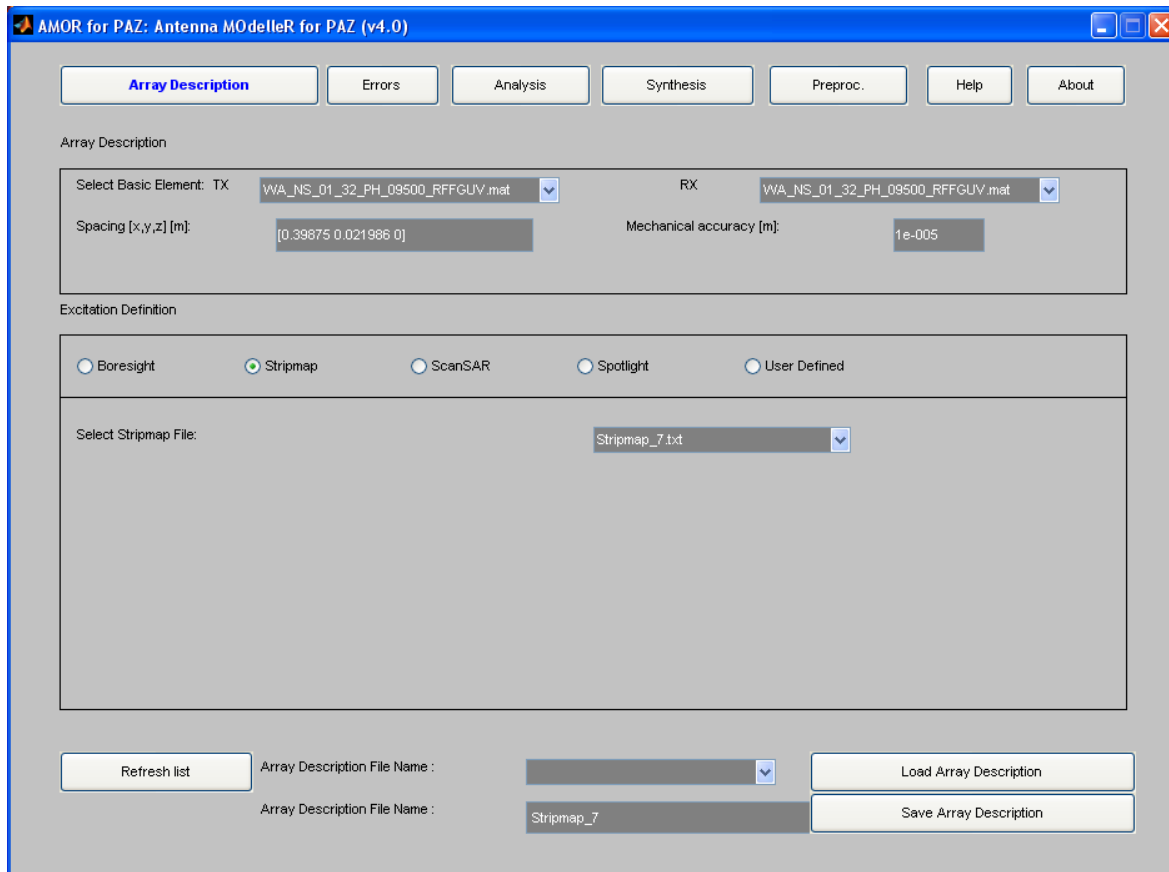 AMOR for PAZ: Antenna MOdelleR for PAZ (v4.0)
Array Description Errors Analysis Synthesis Preproc. Help About
Array Description
Select Basic Element: TX WA_NS_01_32_PH_09500_RFFGUV.mat RX WA_NS_01_32_PH_09500_RFFGUV.mat
Spacing [x,y,z] [m]: [0.39875 0.021986 0] Mechanical accuracy [m]: 1e-005
Excitation Definition
Boresight Stripmap ScanSAR Spotlight User Defined
Select Stripmap File: Stripmap_7.txt
Refresh list Array Description File Name : Load Array Description
Array Description File Name : Stripmap_7 Save Array Description